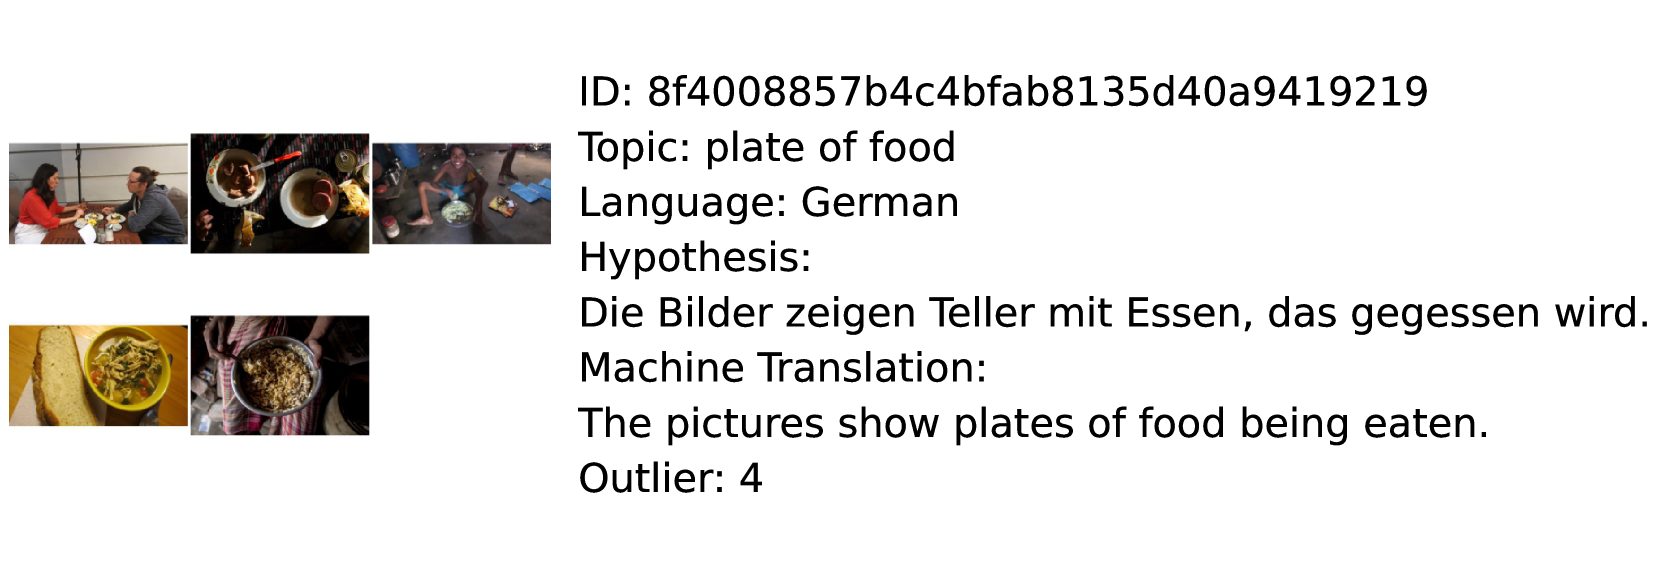 ID: 8f4008857b4c4bfab8135d40a9419219
Topic: plate of food
Language: German
Hypothesis:
Die Bilder zeigen Teller mit Essen, das gegessen wird.
Machine Translation:
The pictures show plates of food being eaten.
Outlier: 4